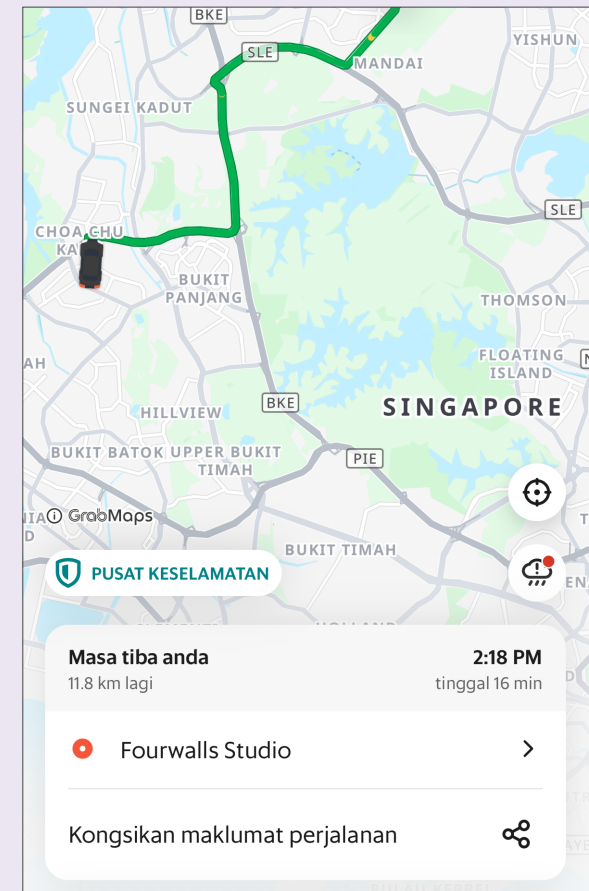 BKE
YISHUN
SLE
MANDAI
SUNGEI KADUT
SLE
CHOA CHU
BUKIT
PANJANG
THOMSON
FLOATING
ISLAND
BKE
SINGAPORE
HILLVIEW
BUKIT BATOK UPPER BUKIT
TIMAH
PIE
GrabMaps
BUKIT TIMAH
PUSAT KESELAMATAN
Masa tiba anda
2:18 PM
11.8 km lagi
tinggal 16 min
Fourwalls Studio
Kongsikan maklumat perjalanan